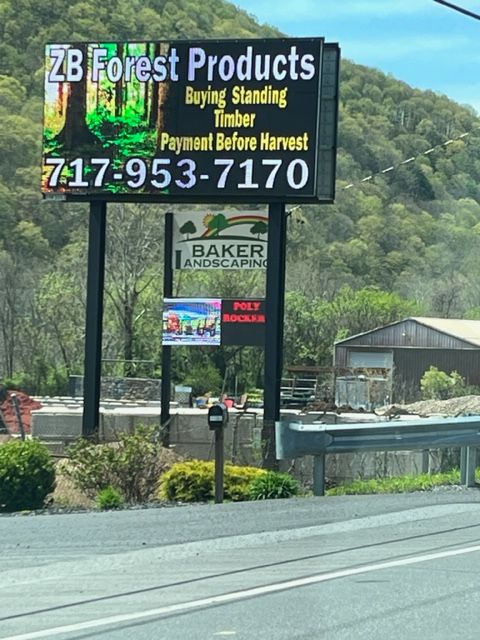 ZB Forest Products
Buying Standing
Timber
Payment Before Harvest
717-953-7170
BAKER
LANDSCAPING
POLY
ROCKER